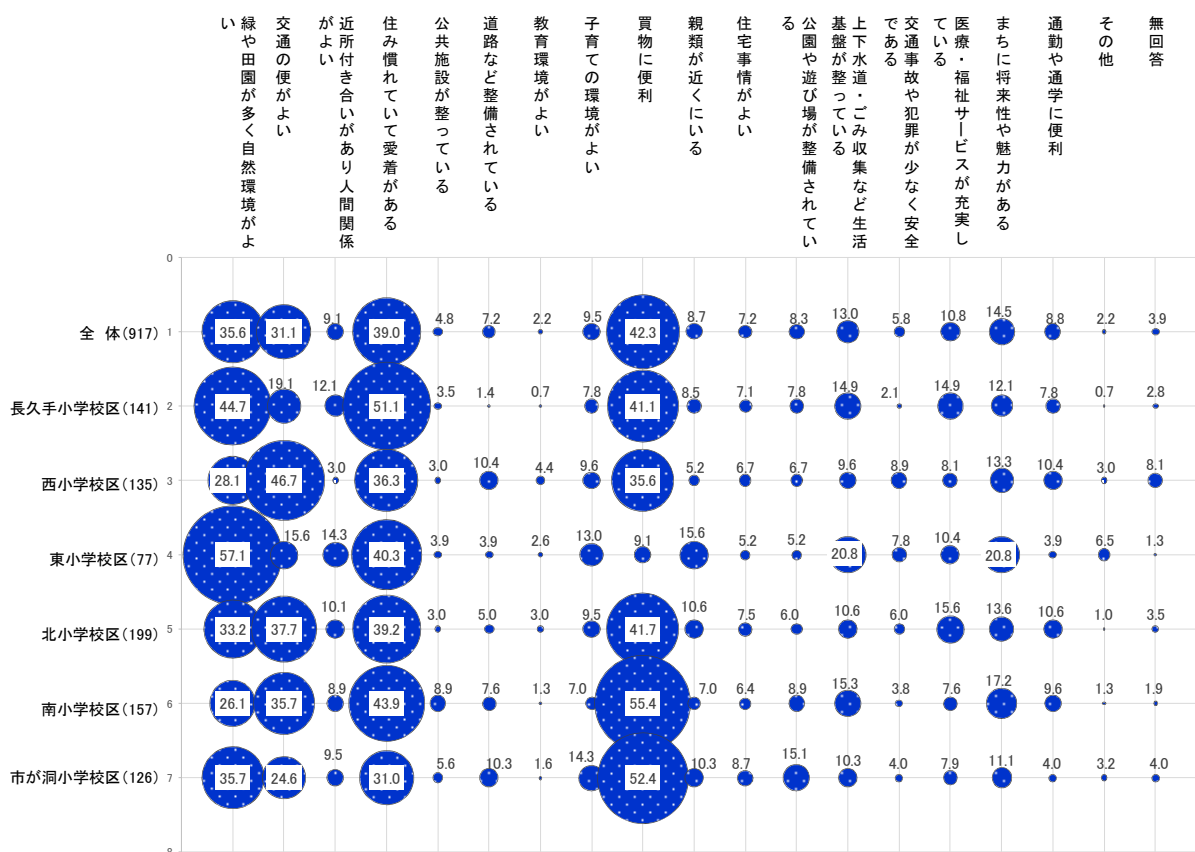 緑や田園が多く自然環境がよ
い
交通の便がよい
近所付き合いがあり人間関係
がよい
住み慣れていて愛着がある
公共施設が整っている
道路など整備されている
教育環境がよい
子育ての環境がよい
買物に便利
親類が近くにいる
住宅事情がよい
公園や遊び場が整備されてい
る
上下水道・ごみ収集など生活
基盤が整っている
交通事故や犯罪が少なく安全
である
医療・福祉サービスが充実し
ている
まちに将来性や魅力がある
通勤や通学に便利
その他
無回答
0
全 体(917) 1 35.6 31.1 9.1 39.0 4.8 7.2 2.2 9.5 42.3 8.7 7.2 8.3 13.0 5.8 10.8 14.5 8.8 2.2 3.9
長久手小学校区(141) 2 44.7 19.1 12.1 51.1 3.5 1.4 0.7 7.8 41.1 8.5 7.1 7.8 14.9 2.1 14.9 12.1 7.8 0.7 2.8
西小学校区(135) 3 28.1 46.7 3.0 36.3 3.0 10.4 4.4 9.6 35.6 5.2 6.7 6.7 9.6 8.9 8.1 13.3 10.4 3.0 8.1
東小学校区(77) 4 57.1 15.6 14.3 40.3 3.9 3.9 2.6 13.0 9.1 15.6 5.2 5.2 20.8 7.8 10.4 20.8 3.9 6.5 1.3
北小学校区(199) 5 33.2 37.7 10.1 39.2 3.0 5.0 3.0 9.5 41.7 10.6 7.5 6.0 10.6 6.0 15.6 13.6 10.6 1.0 3.5
南小学校区(157) 6 26.1 35.7 8.9 43.9 8.9 7.6 1.3 7.0 55.4 7.0 6.4 8.9 15.3 3.8 7.6 17.2 9.6 1.3 1.9
市が洞小学校区(126) 7 35.7 24.6 9.5 31.0 5.6 10.3 1.6 14.3 52.4 10.3 8.7 15.1 10.3 4.0 7.9 11.1 4.0 3.2 4.0
8